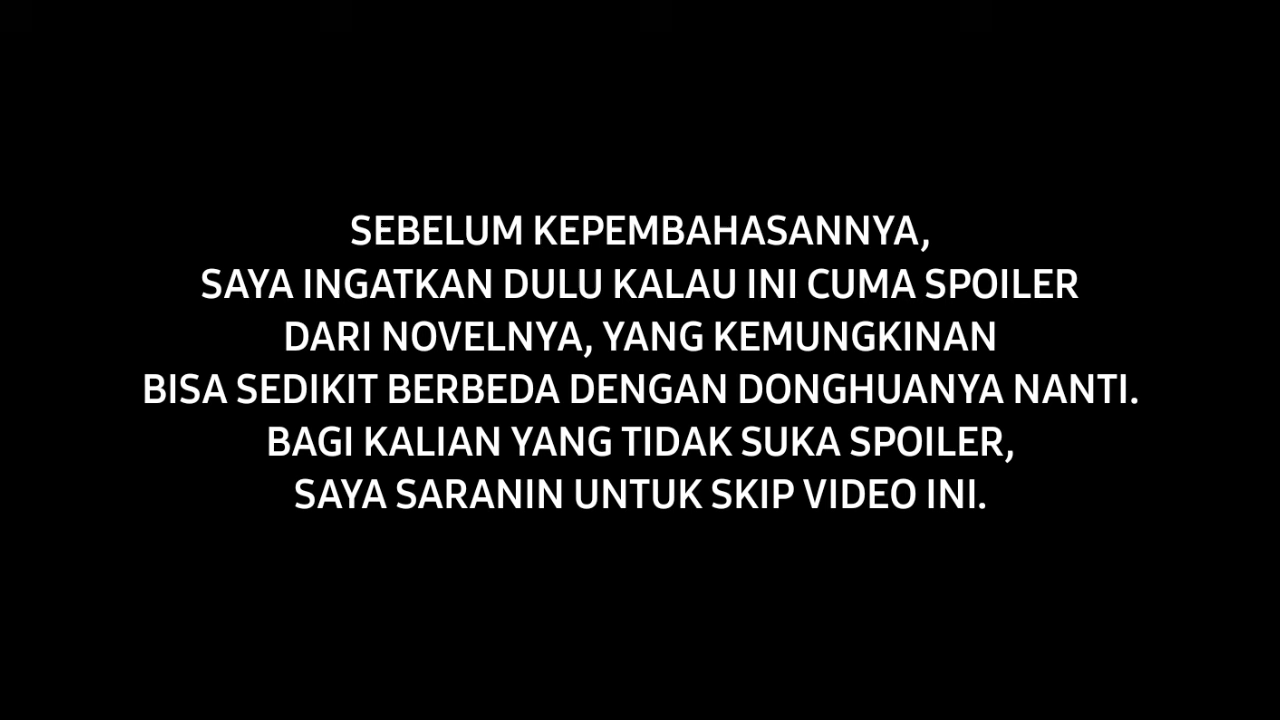 SEBELUM KEPEMBAHASANNYA,
SAYA INGATKAN DULU KALAU INI CUMA SPOILER
DARI NOVELNYA, YANG KEMUNGKINAN
BISA SEDIKIT BERBEDA DENGAN DONGHUANYA NANTI.
BAGI KALIAN YANG TIDAK SUKA SPOILER,
SAYA SARANIN UNTUK SKIP VIDEO INI.